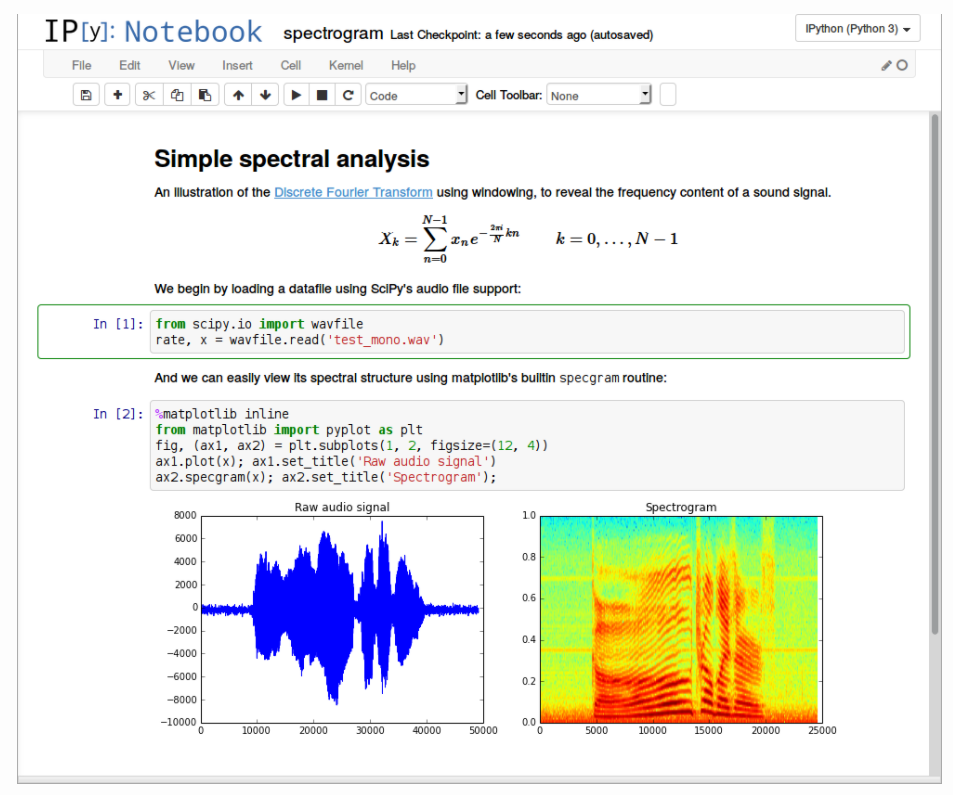 IP[y]: Notebook spectrogram Last Checkpoint: a few seconds ago (autosaved) IPython (Python 3)
File Edit View Insert Cell Kernel Help
Code Cell Toolbar: None
Simple spectral analysis
An illustration of the Discrete Fourier Transform using windowing, to reveal the frequency content of a sound signal.
X_k = \sum_{n=0}^{N-1} x_n e^{-\frac{2\pi i}{N} kn} k = 0, \ldots, N - 1
We begin by loading a datafile using SciPy's audio file support:
In [1]: from scipy.io import wavfile
rate, x = wavfile.read('test_mono.wav')
And we can easily view its spectral structure using matplotlib's builtin specgram routine:
In [2]: %matplotlib inline
from matplotlib import pyplot as plt
fig, (ax1, ax2) = plt.subplots(1, 2, figsize=(12, 4))
ax1.plot(x); ax1.set_title('Raw audio signal')
ax2.specgram(x); ax2.set_title('Spectrogram');
Raw audio signal
8000
6000
4000
2000
0
−2000
−4000
−6000
−8000
−10000
0 10000 20000 30000 40000 50000
Spectrogram
1.0
0.8
0.6
0.4
0.2
0.0
0 5000 10000 15000 20000 25000